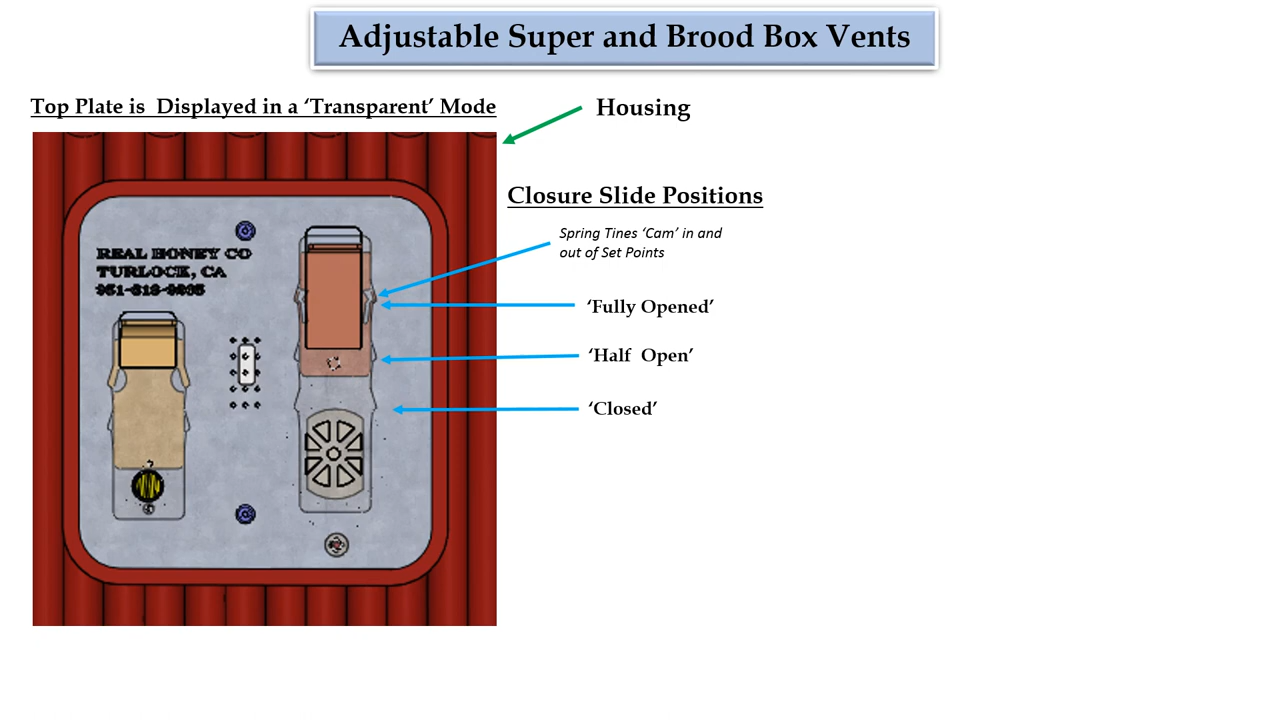 Adjustable Super and Brood Box Vents
Top Plate is Displayed in a ‘Transparent’ Mode
Housing
Closure Slide Positions
Spring Tines ‘Cam’ in and
out of Set Points
‘Fully Opened’
‘Half Open’
‘Closed’
REAL HONEY CO
TURLOCK, CA